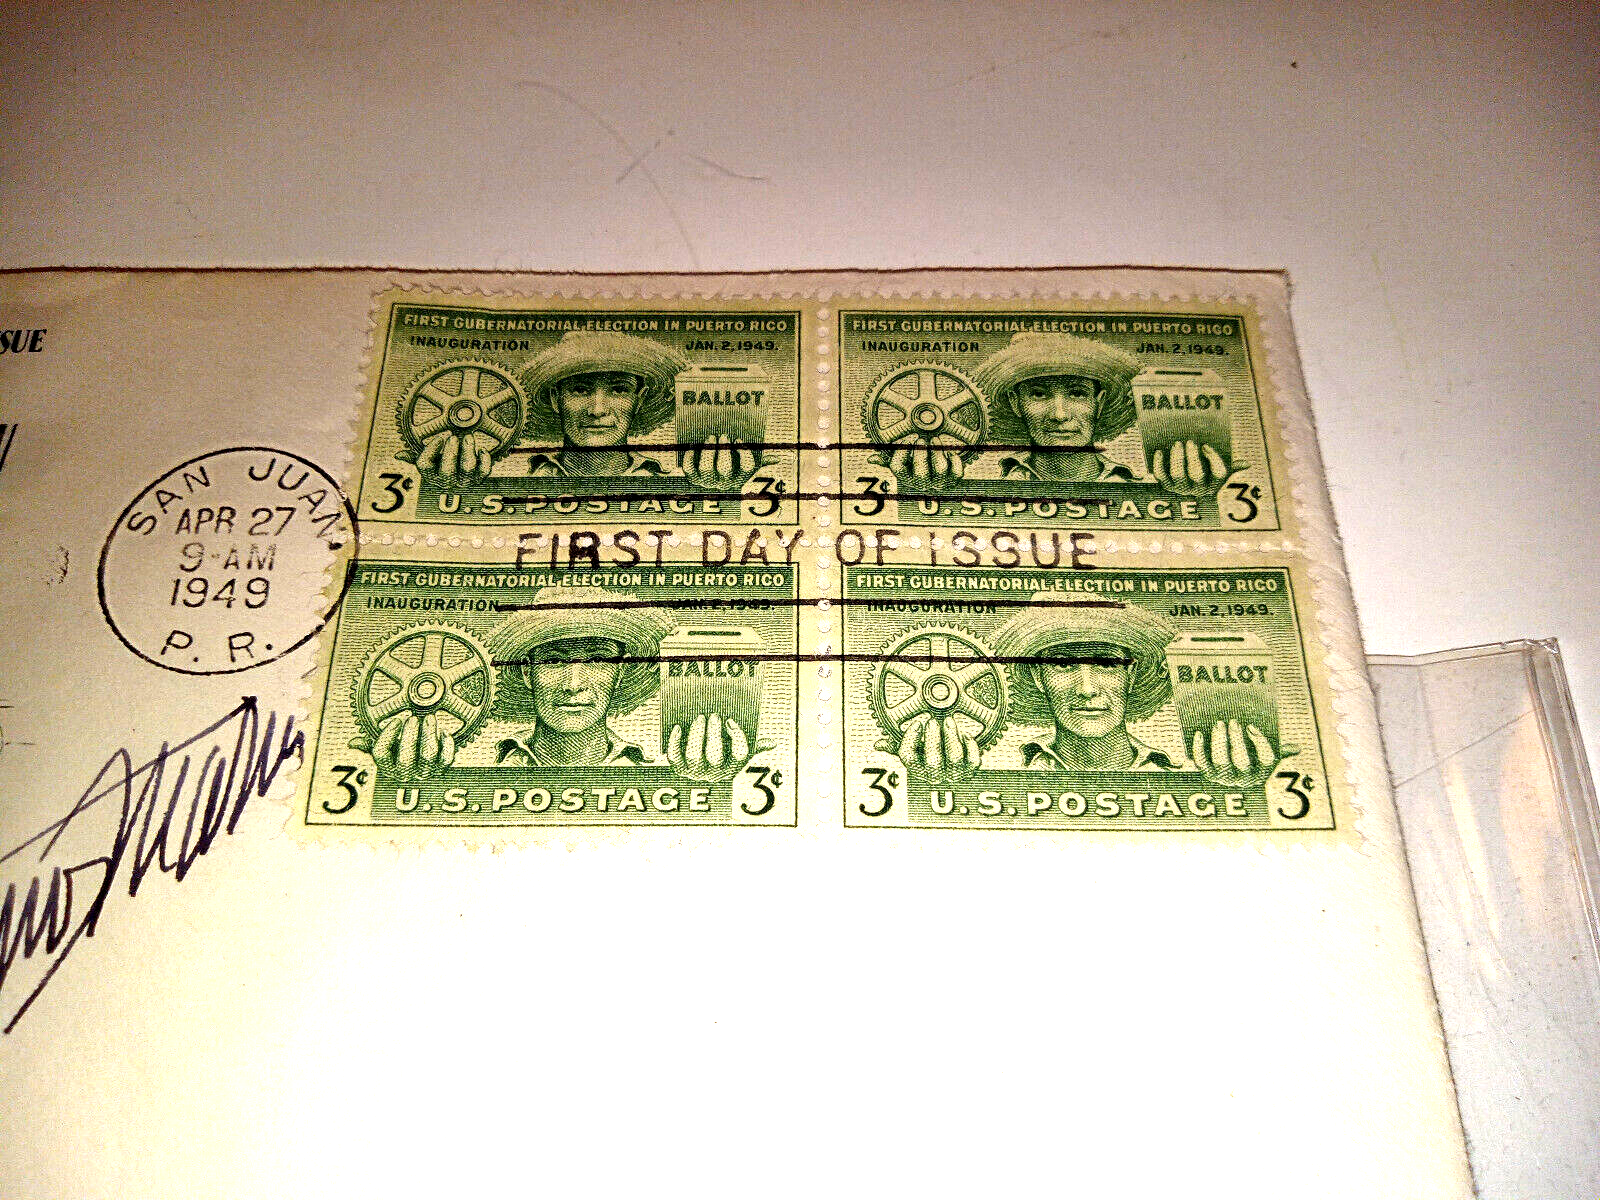 SSUE
SAN JUAN,
APR 27
9-AM
1949
P. R.
FIRST GUBERNATORIAL ELECTION IN PUERTO RICO
INAUGURATION JAN. 2, 1949.
BALLOT
3¢ U.S. POSTAGE 3¢
FIRST GUBERNATORIAL ELECTION IN PUERTO RICO
INAUGURATION JAN. 2, 1949.
BALLOT
3¢ U.S. POSTAGE 3¢
FIRST DAY OF ISSUE
FIRST GUBERNATORIAL ELECTION IN PUERTO RICO
INAUGURATION JAN. 2, 1949.
BALLOT
3¢ U.S. POSTAGE 3¢
FIRST GUBERNATORIAL ELECTION IN PUERTO RICO
INAUGURATION JAN. 2, 1949.
BALLOT
3¢ U.S. POSTAGE 3¢